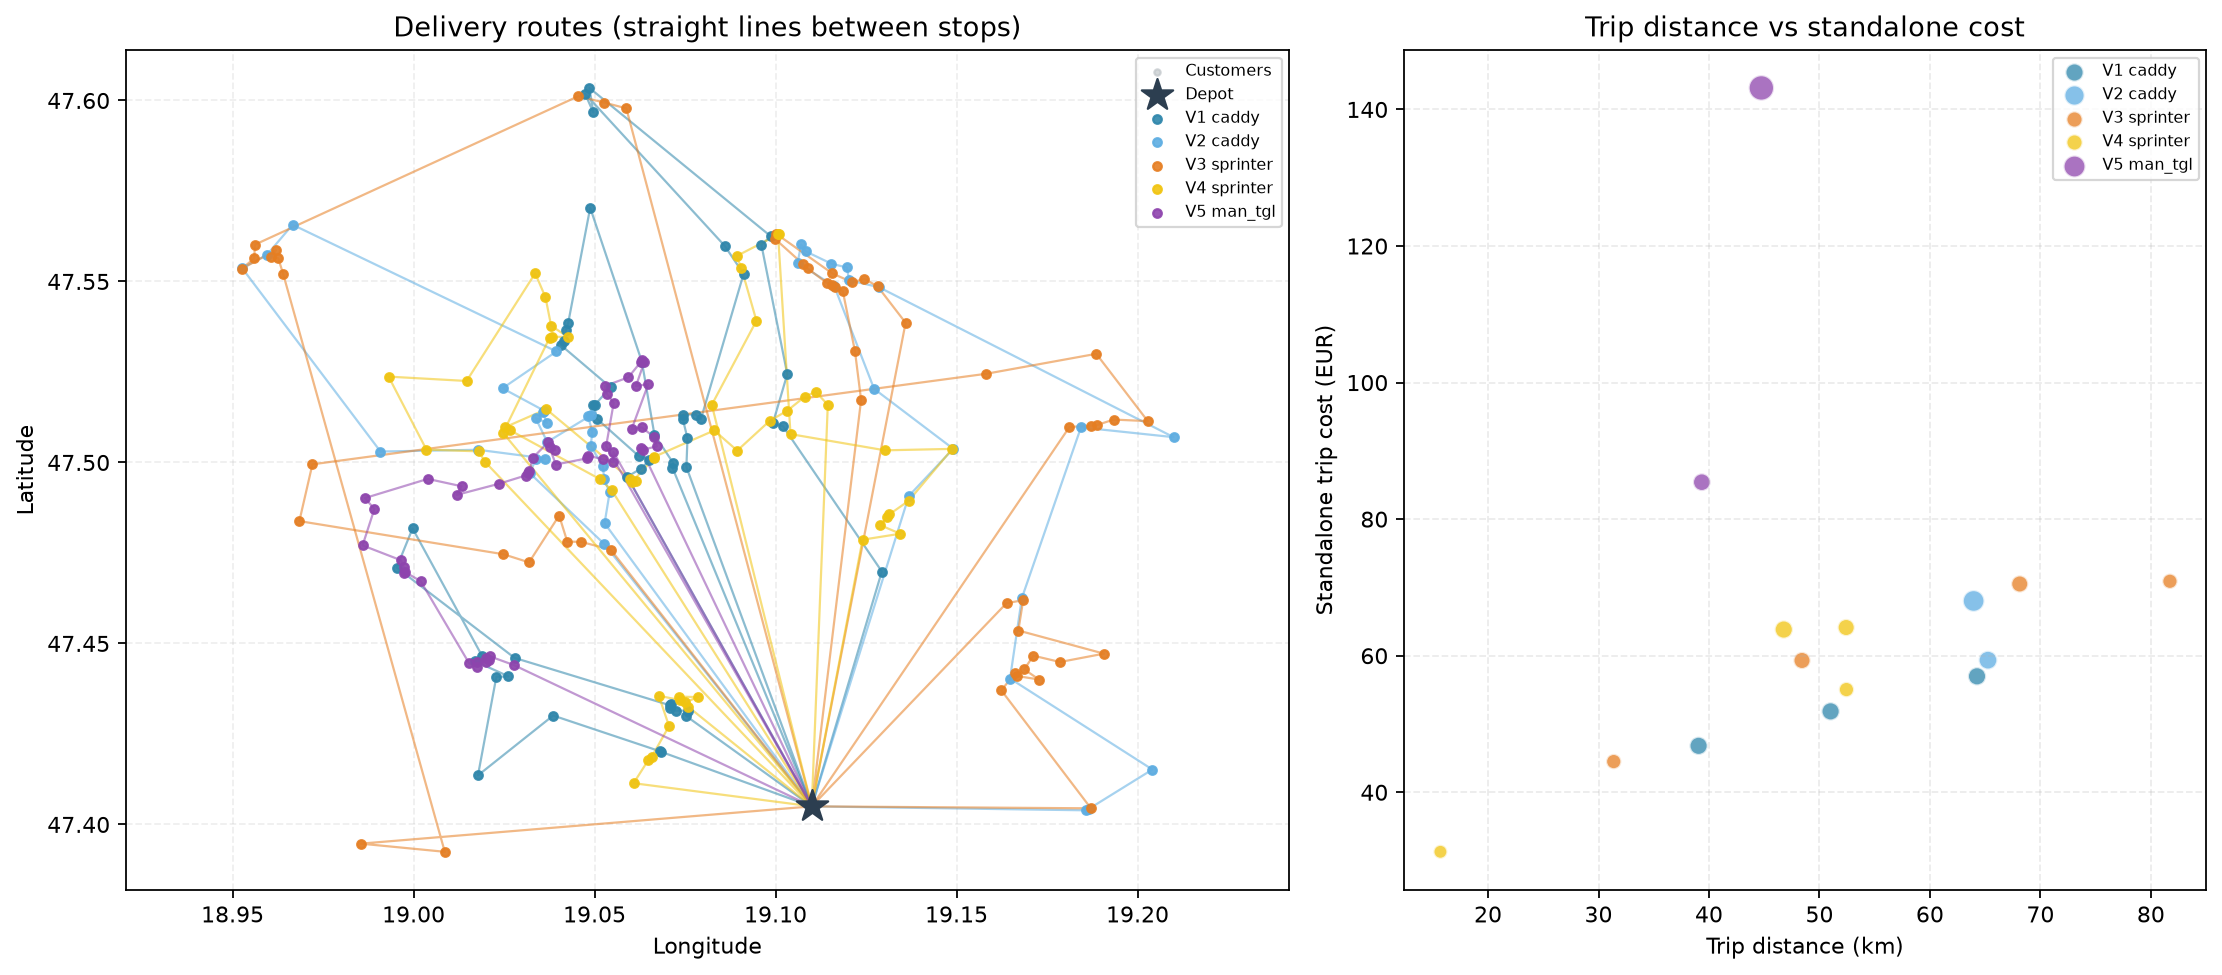 Delivery routes (straight lines between stops)
Latitude
47.60
47.55
47.50
47.45
47.40
18.95
19.00
19.05
19.10
19.15
19.20
Longitude
Customers
Depot
V1 caddy
V2 caddy
V3 sprinter
V4 sprinter
V5 man_tgl
Trip distance vs standalone cost
Standalone trip cost (EUR)
140
120
100
80
60
40
20
30
40
50
60
70
80
Trip distance (km)
V1 caddy
V2 caddy
V3 sprinter
V4 sprinter
V5 man_tgl